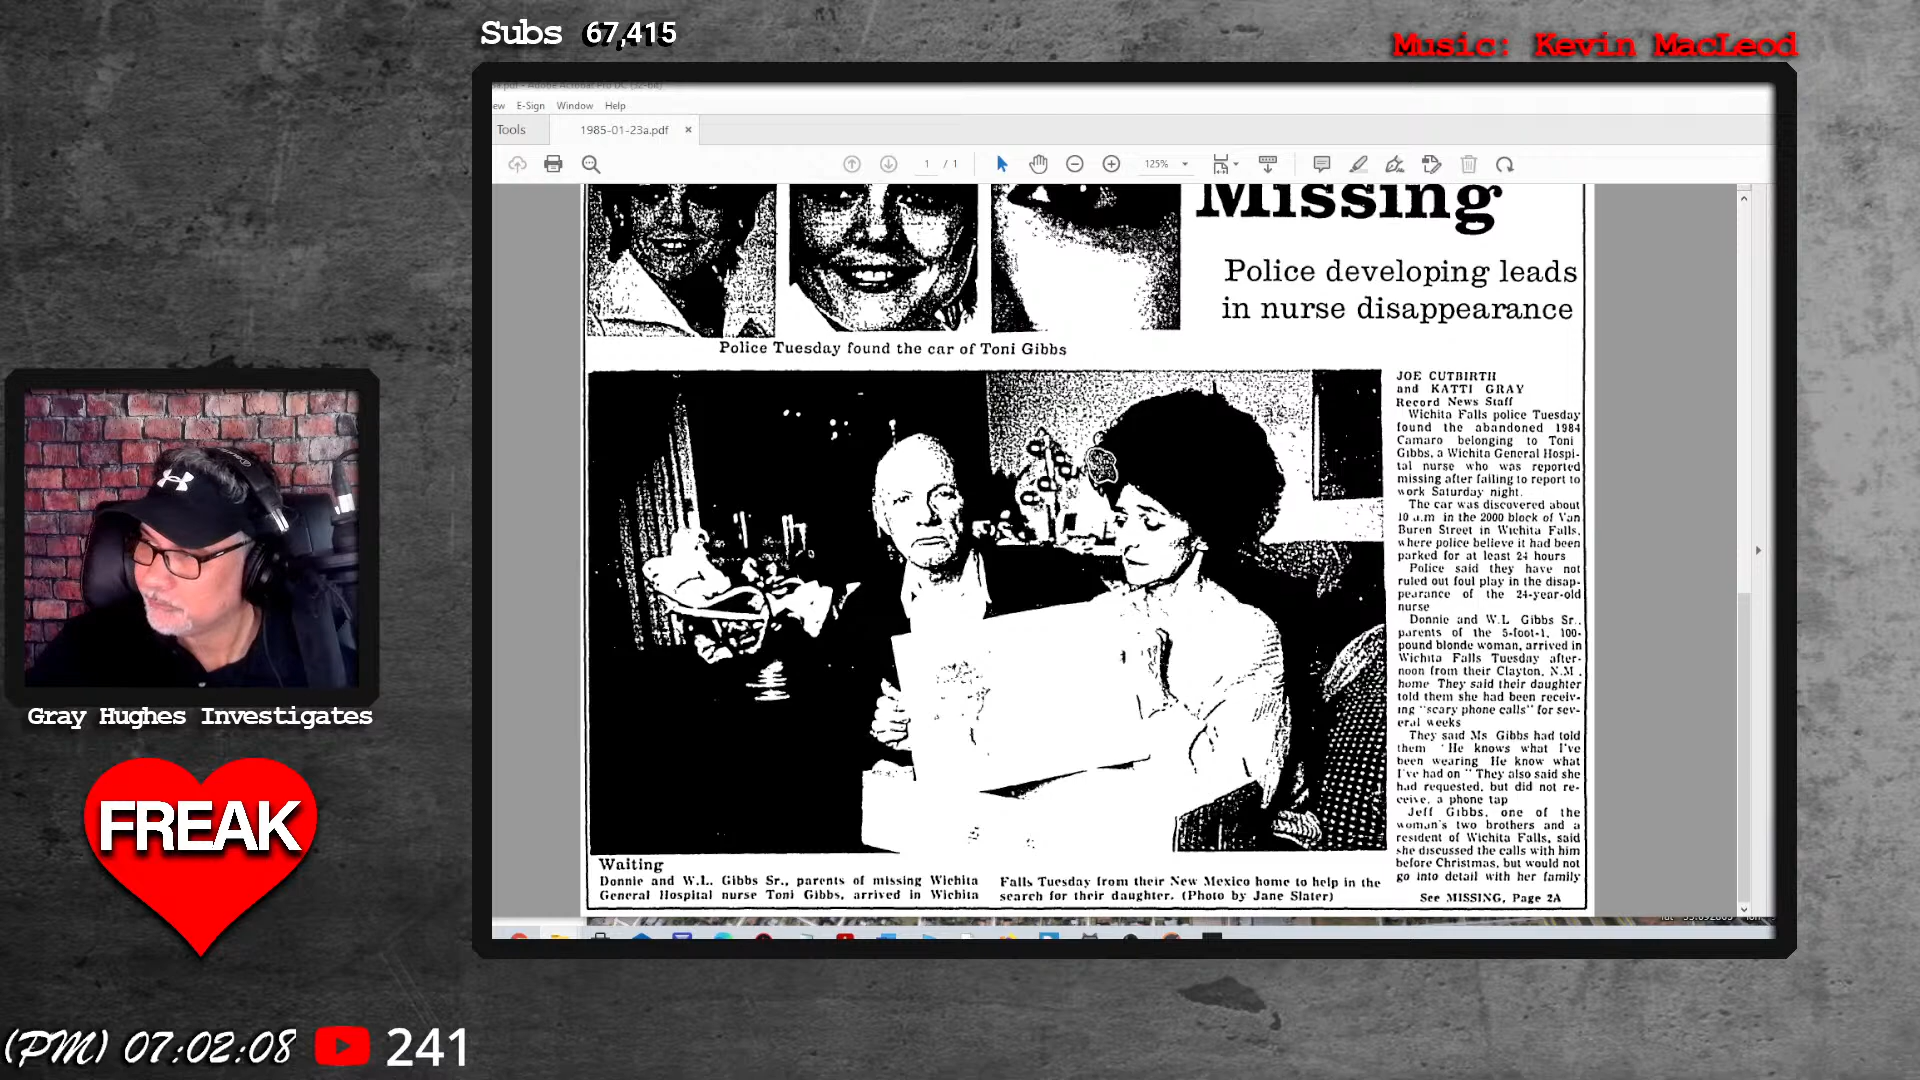 Subs 67,415
Music: Kevin MacLeod
E-Sign Window Help
Tools
1985-01-23a.pdf ×
1 / 1
125%
Missing
Police developing leads
in nurse disappearance
Police Tuesday found the car of Toni Gibbs
JOE CUTBIRTH
and KATTI GRAY
Record News Staff
Wichita Falls police Tuesday
found the abandoned 1984
Camaro belonging to Toni
Gibbs, a Wichita General Hospi-
tal nurse who was reported
missing after failing to report to
work Saturday night.
The car was discovered about
10 a.m in the 2000 block of Van
Buren Street in Wichita Falls,
where police believe it had been
parked for at least 24 hours
Police said they have not
ruled out foul play in the disap-
pearance of the 24-year-old
nurse
Donnie and W.L Gibbs Sr.,
parents of the 5-foot-1, 100-
pound blonde woman, arrived in
Wichita Falls Tuesday after-
noon from their Clayton, N.M.,
home They said their daughter
told them she had been receiv-
ing "scary phone calls" for sev-
eral weeks
They said Ms Gibbs had told
them 'He knows what I've
been wearing He know what
I've had on" They also said she
had requested, but did not re-
ceive, a phone tap
Jeff Gibbs, one of the
woman's two brothers and a
resident of Wichita Falls, said
she discussed the calls with him
before Christmas, but would not
go into detail with her family
See MISSING, Page 2A
Waiting
Donnie and W.L. Gibbs Sr., parents of missing Wichita
General Hospital nurse Toni Gibbs, arrived in Wichita
Falls Tuesday from their New Mexico home to help in the
search for their daughter. (Photo by Jane Slater)
Gray Hughes Investigates
FREAK
(PM) 07:02:08 241